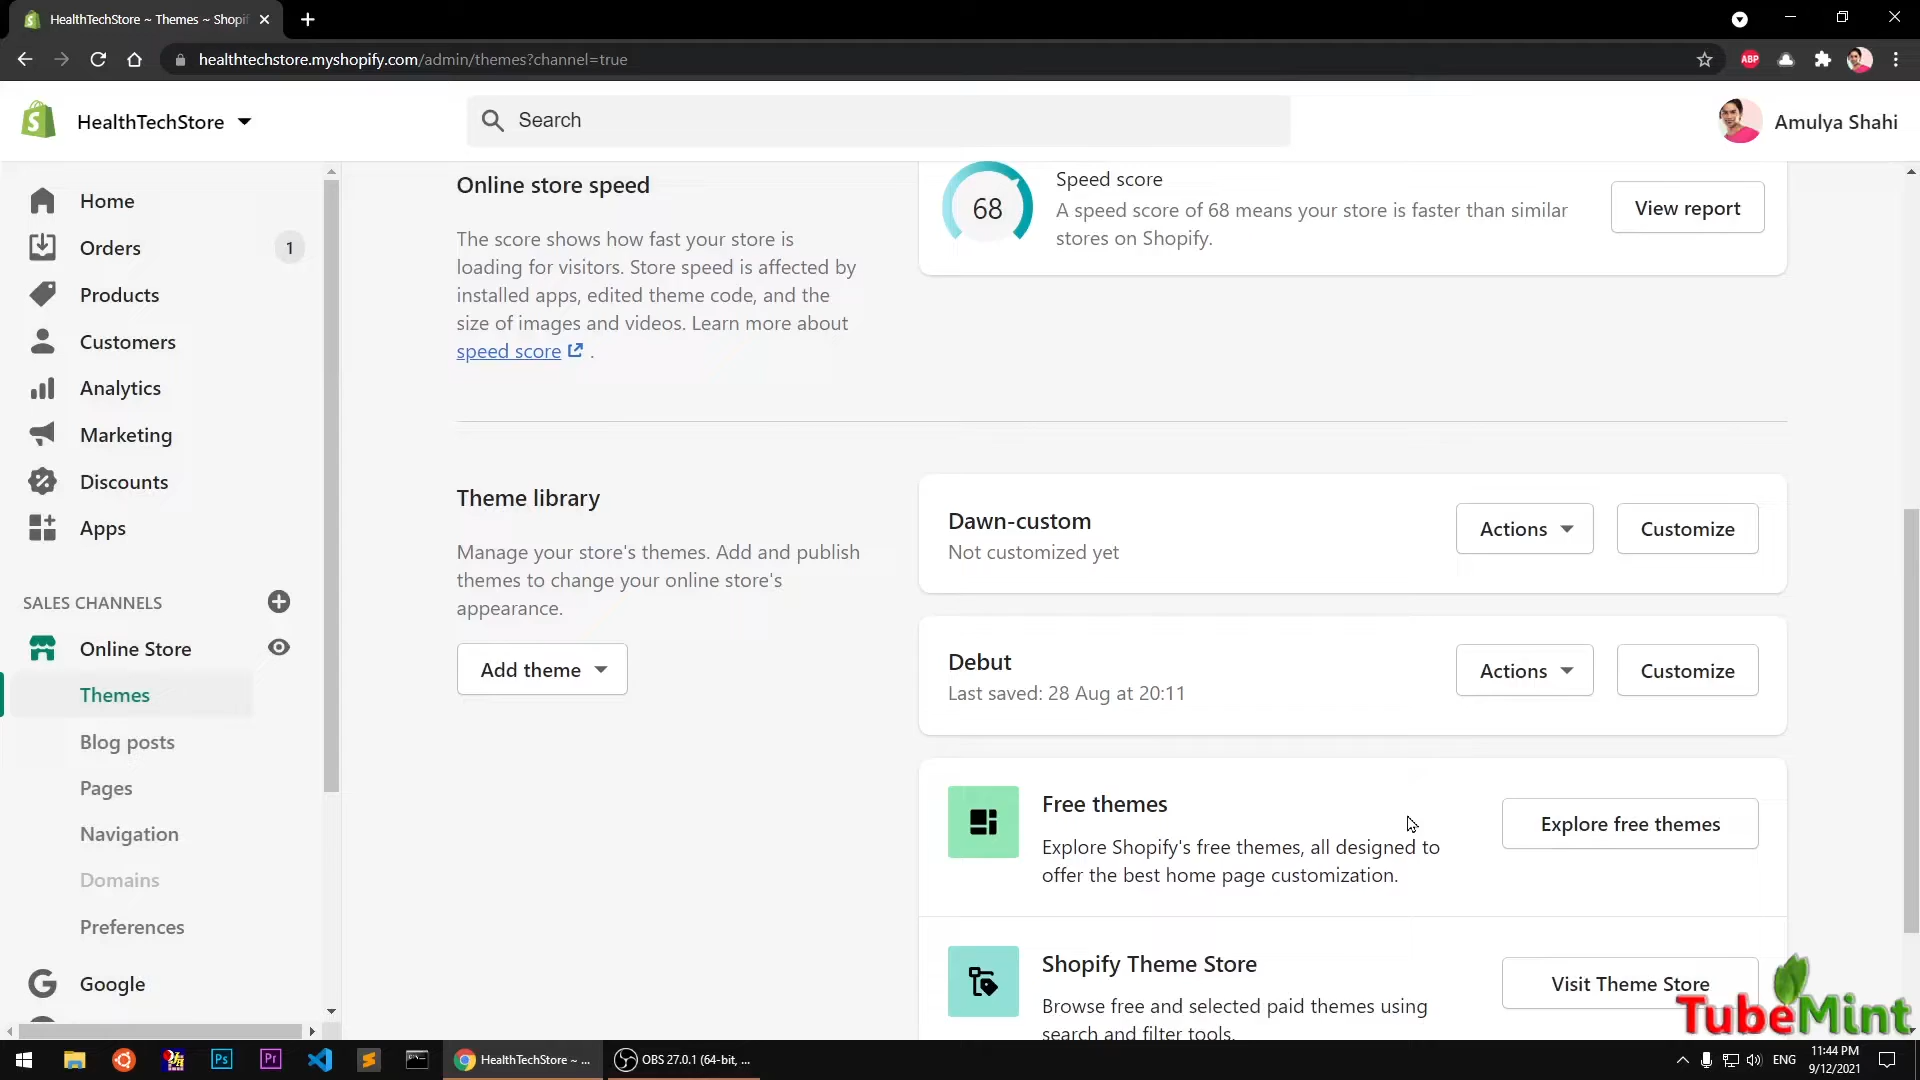 HealthTechStore ~ Themes ~ Shopif
healthtechstore.myshopify.com/admin/themes?channel=true
ABP
HealthTechStore
Search
Amulya Shahi
Home
Orders
1
Products
Customers
Analytics
Marketing
Discounts
Apps
SALES CHANNELS
Online Store
Themes
Blog posts
Pages
Navigation
Domains
Preferences
Google
Online store speed
The score shows how fast your store is
loading for visitors. Store speed is affected by
installed apps, edited theme code, and the
size of images and videos. Learn more about
speed score .
68
Speed score
A speed score of 68 means your store is faster than similar
stores on Shopify.
View report
Theme library
Manage your store's themes. Add and publish
themes to change your online store's
appearance.
Add theme
Dawn-custom
Not customized yet
Actions
Customize
Debut
Last saved: 28 Aug at 20:11
Actions
Customize
Free themes
Explore Shopify's free themes, all designed to
offer the best home page customization.
Explore free themes
Shopify Theme Store
Browse free and selected paid themes using
search and filter tools.
Visit Theme Store
TubeMint
Ps
Pr
HealthTechStore ~ ...
OBS 27.0.1 (64-bit, ...
ENG
11:44 PM
9/12/2021